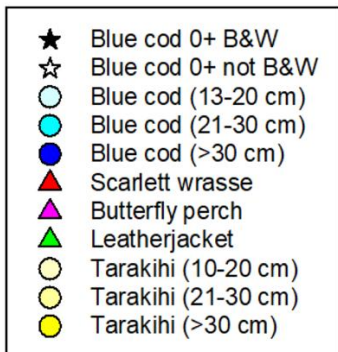 Blue cod 0+ B&W
Blue cod 0+ not B&W
Blue cod (13-20 cm)
Blue cod (21-30 cm)
Blue cod (>30 cm)
Scarlett wrasse
Butterfly perch
Leatherjacket
Tarakihi (10-20 cm)
Tarakihi (21-30 cm)
Tarakihi (>30 cm)